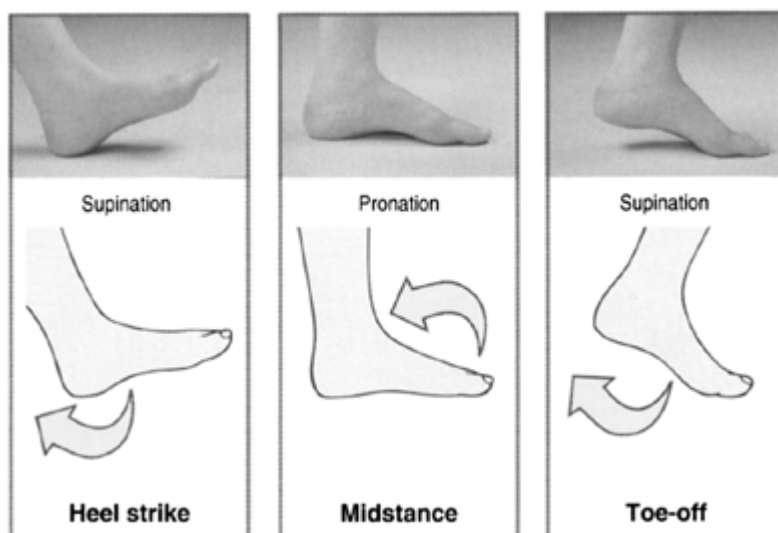 Supination
Pronation
Supination
Heel strike
Midstance
Toe-off